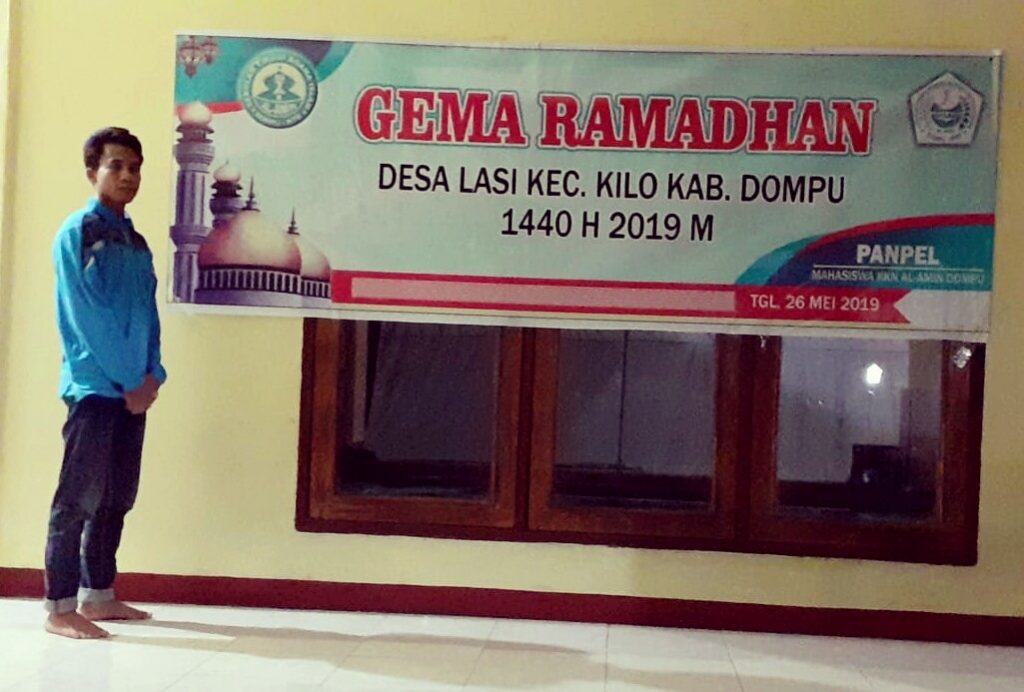 GEMA RAMADHAN
DESA LASI KEC. KILO KAB. DOMPU
1440 H 2019 M
PANPEL
MAHASISWA KKN AL-AMIN DOMPU
TGL, 26 MEI 2019